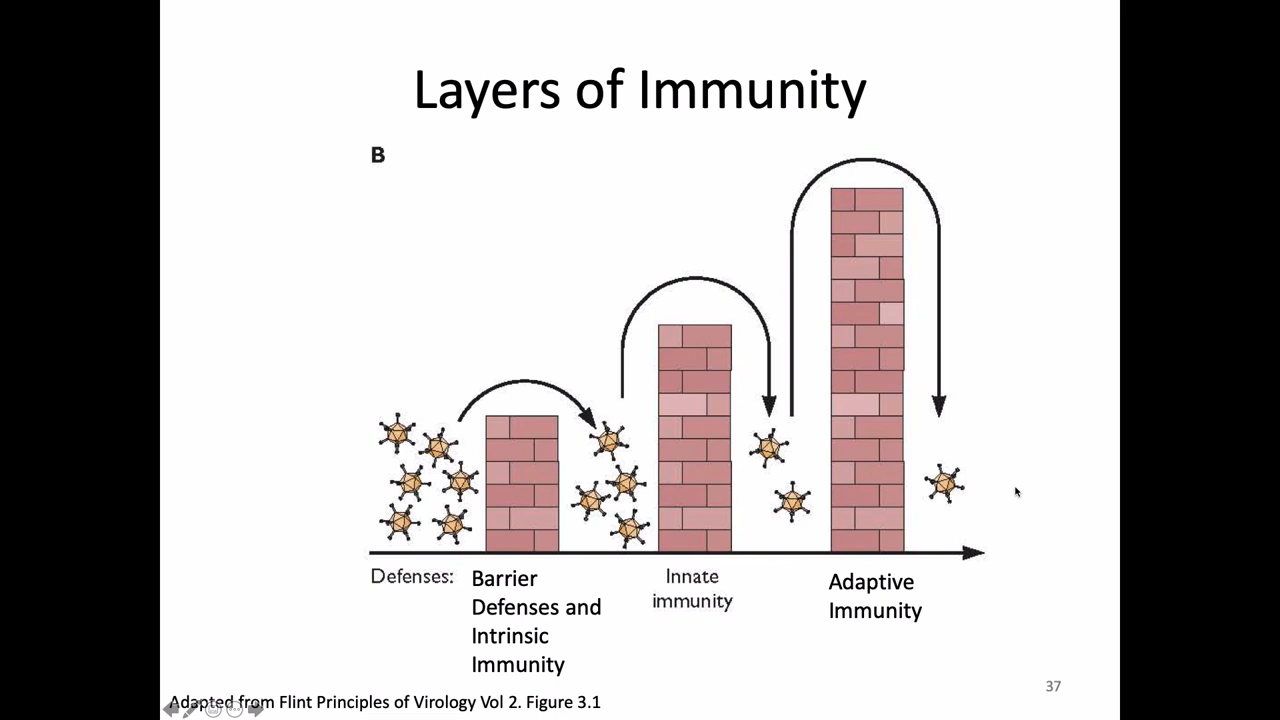 Layers of Immunity
B
Defenses:
Barrier
Defenses and
Intrinsic
Immunity
Innate
immunity
Adaptive
Immunity
37
Adapted from Flint Principles of Virology Vol 2. Figure 3.1